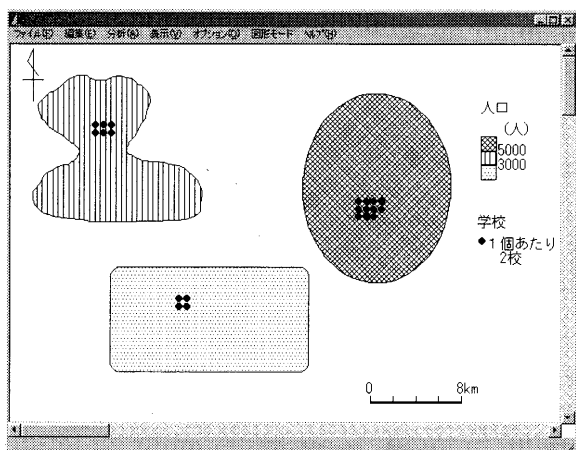 ファイル(F) 編集(E) 分析(A) 表示(V) オプション(O) 図形モード ヘルプ(H)
人口
(人)
5000
3000
学校
●1個あたり
2校
0 8km